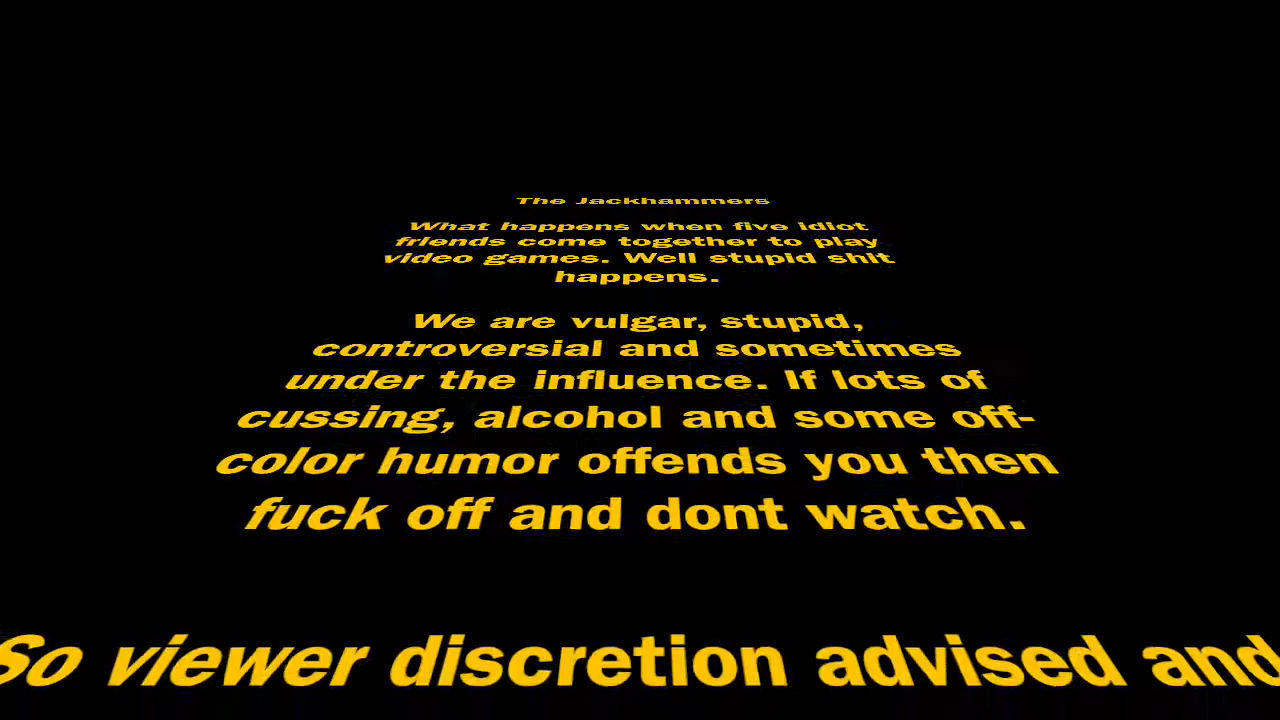 The Jackhammers
What happens when five idiot
friends come together to play
video games. Well stupid shit
happens.
We are vulgar, stupid,
controversial and sometimes
under the influence. If lots of
cussing, alcohol and some off-
color humor offends you then
fuck off and dont watch.
So viewer discretion advised and